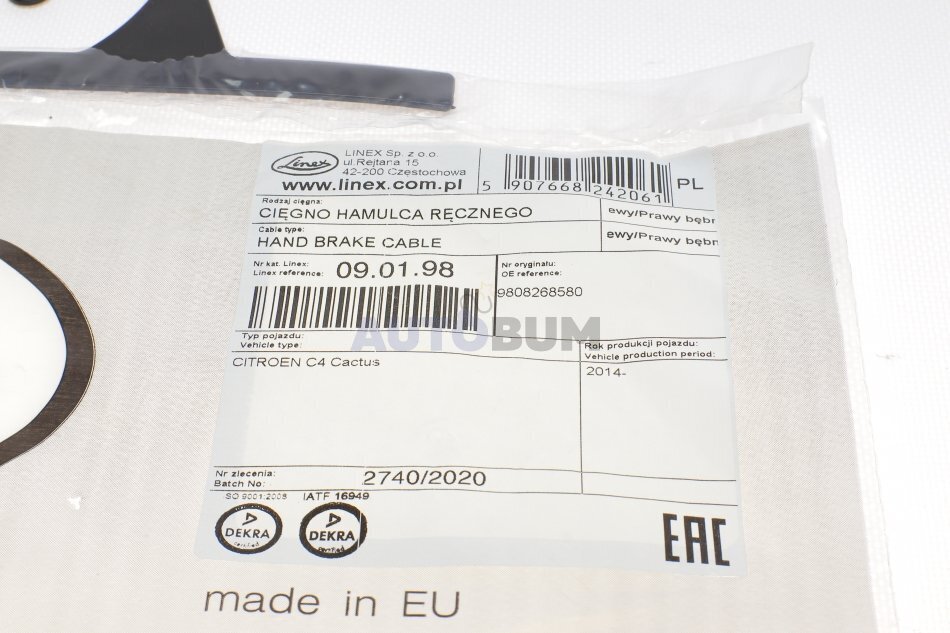 Linex
LINEX Sp. z o.o.
ul.Rejtana 15
42-200 Częstochowa
www.linex.com.pl
5 907668 242061
PL
Rodzaj cięgna:
CIĘGNO HAMULCA RĘCZNEGO
ewy/Prawy bębr
Cable type:
HAND BRAKE CABLE
ewy/Prawy bębn
Nr kat. Linex:
Linex reference:
09.01.98
Nr oryginału:
OE reference:
9808268580
AUTOBUM
Typ pojazdu:
Vehicle type:
CITROEN C4 Cactus
Rok produkcji pojazdu:
Vehicle production period:
2014-
Nr zlecenia:
Batch No:
2740/2020
ISO 9001:2008
IATF 16949
DEKRA
certified
DEKRA
certified
EAC
made in EU